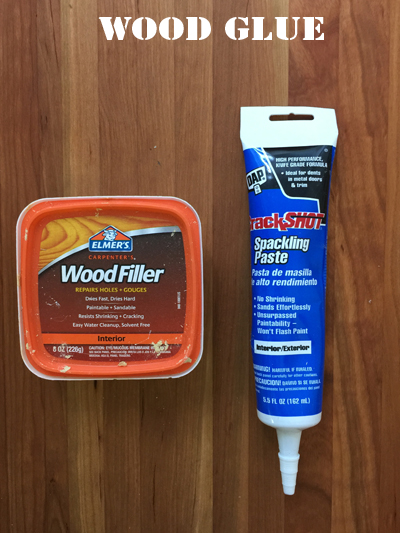 WOOD GLUE
ELMER'S
CARPENTER'S
Wood Filler
REPAIRS HOLES • GOUGES
Dries Fast, Dries Hard
Paintable • Sandable
Resists Shrinking • Cracking
Easy Water Cleanup, Solvent Free
Interior
8 OZ (226g)
HIGH PERFORMANCE,
KNIFE GRADE FORMULA
• Ideal for dents
in metal doors
& trim
DAP
CrackSHOT
Spackling
Paste
Pasta de masilla
de alto rendimiento
• No Shrinking
• Sands Effortlessly
• Unsurpassed
Paintability –
Won't Flash Paint
Interior/Exterior
5.5 FL OZ (162 mL)